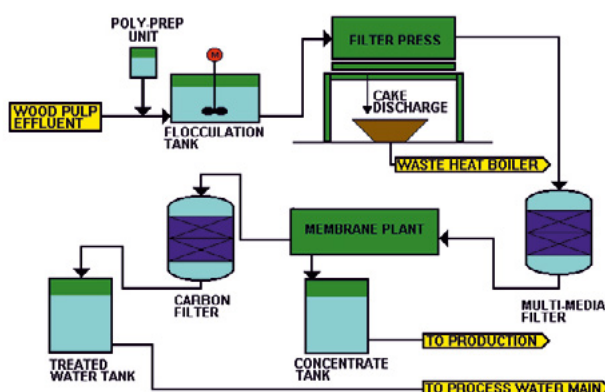 POLY-PREP
UNIT
M
FILTER PRESS
WOOD PULP
EFFLUENT
FLOCCULATION
TANK
CAKE
DISCHARGE
WASTE HEAT BOILER
MEMBRANE PLANT
CARBON
FILTER
MULTI-MEDIA
FILTER
TREATED
WATER TANK
CONCENTRATE
TANK
TO PRODUCTION
TO PROCESS WATER MAIN